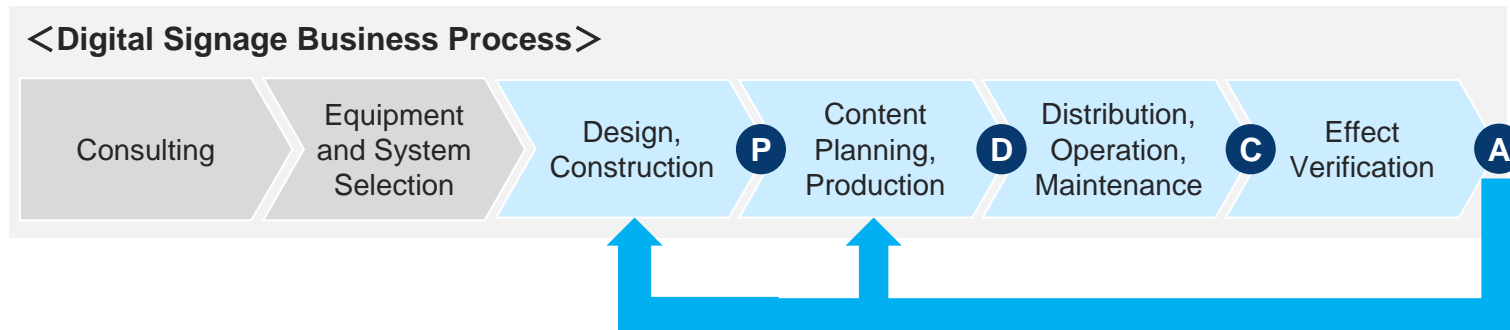 ＜Digital Signage Business Process＞
Consulting
Equipment
and System
Selection
Design,
Construction
P
Content
Planning,
Production
D
Distribution,
Operation,
Maintenance
C
Effect
Verification
A